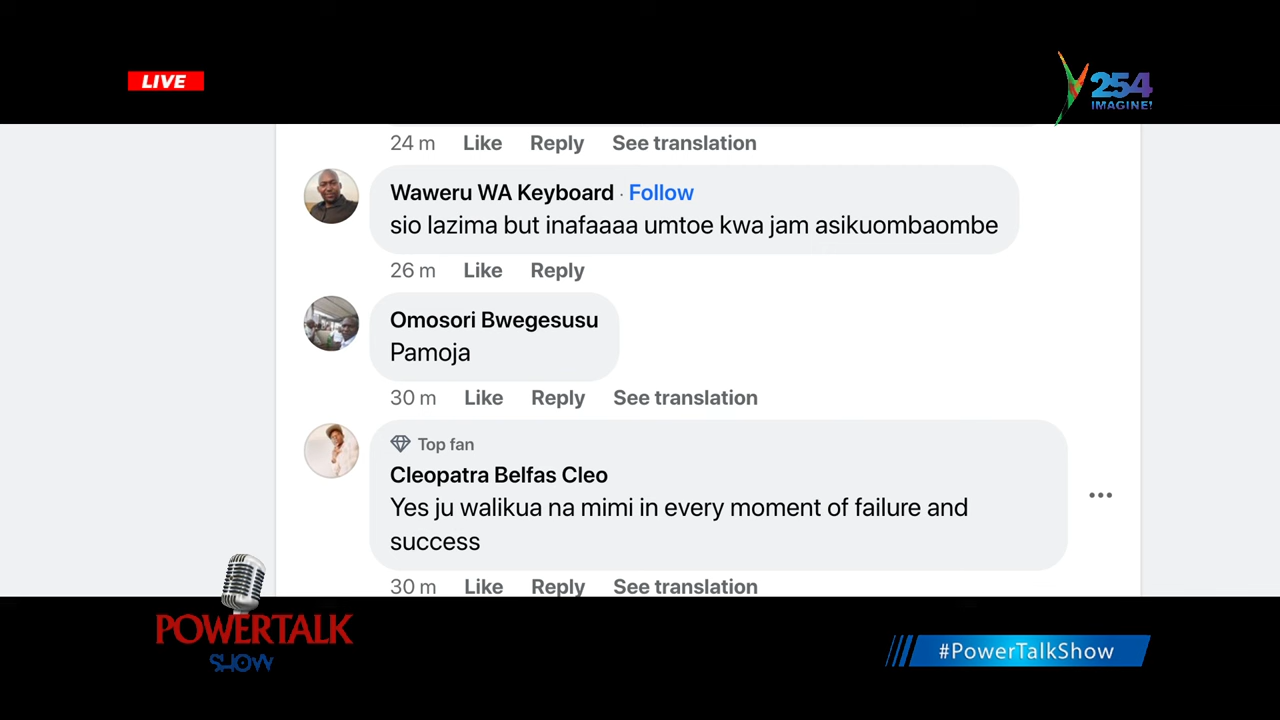 LIVE
254
IMAGINE!
24 m Like Reply See translation
Waweru WA Keyboard · Follow
sio lazima but inafaaaa umtoe kwa jam asikuombaombe
26 m Like Reply
Omosori Bwegesusu
Pamoja
30 m Like Reply See translation
Top fan
Cleopatra Belfas Cleo
Yes ju walikua na mimi in every moment of failure and
success
30 m Like Reply See translation
POWERTALK
SHOW
#PowerTalkShow